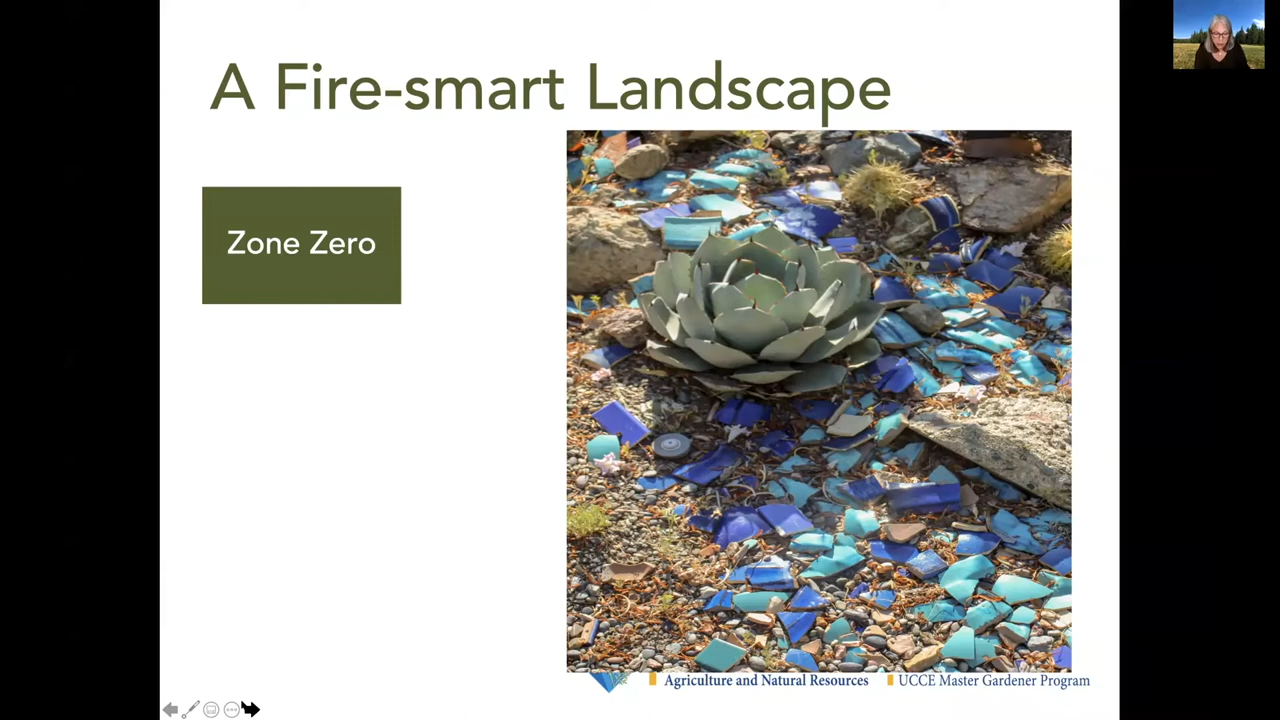 A Fire-smart Landscape
Zone Zero
Agriculture and Natural Resources UCCE Master Gardener Program